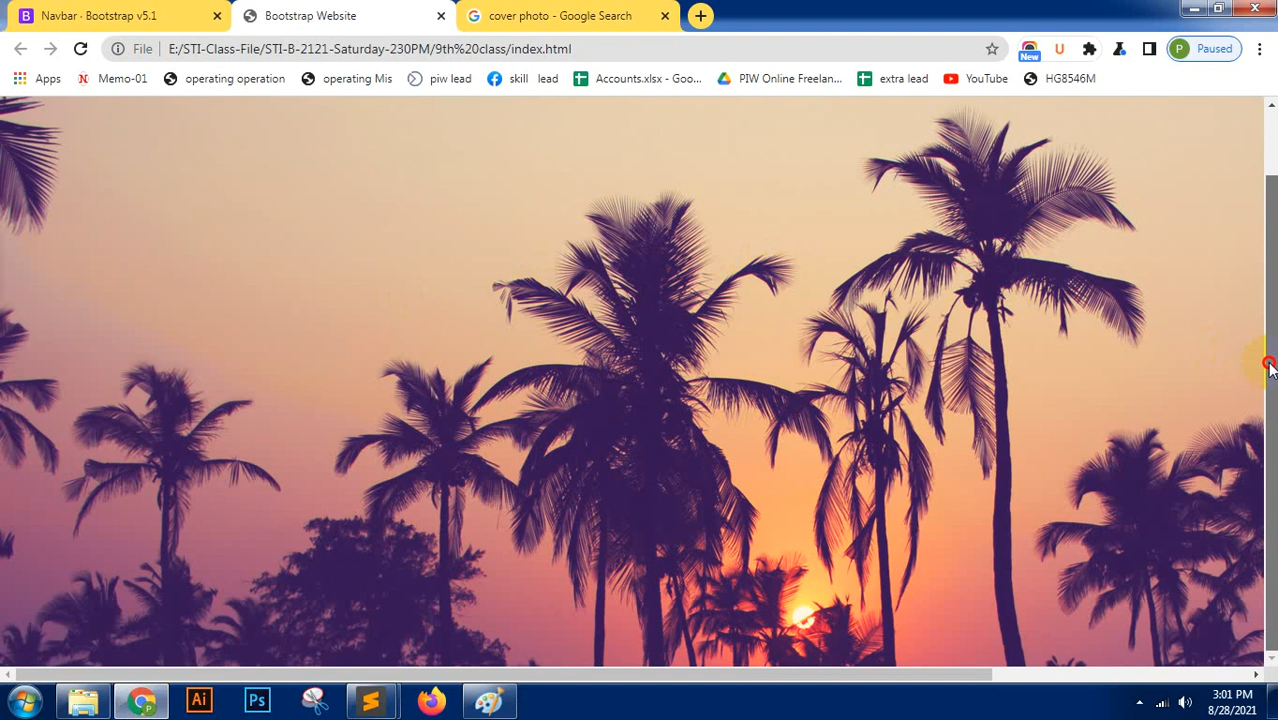 Navbar · Bootstrap v5.1
Bootstrap Website
cover photo - Google Search
File
E:/STI-Class-File/STI-B-2121-Saturday-230PM/9th%20class/index.html
New
U
P
Paused
Apps
Memo-01
operating operation
operating Mis
piw lead
skill lead
Accounts.xlsx - Goo...
PIW Online Freelan...
extra lead
YouTube
HG8546M
Ai
Ps
3:01 PM
8/28/2021